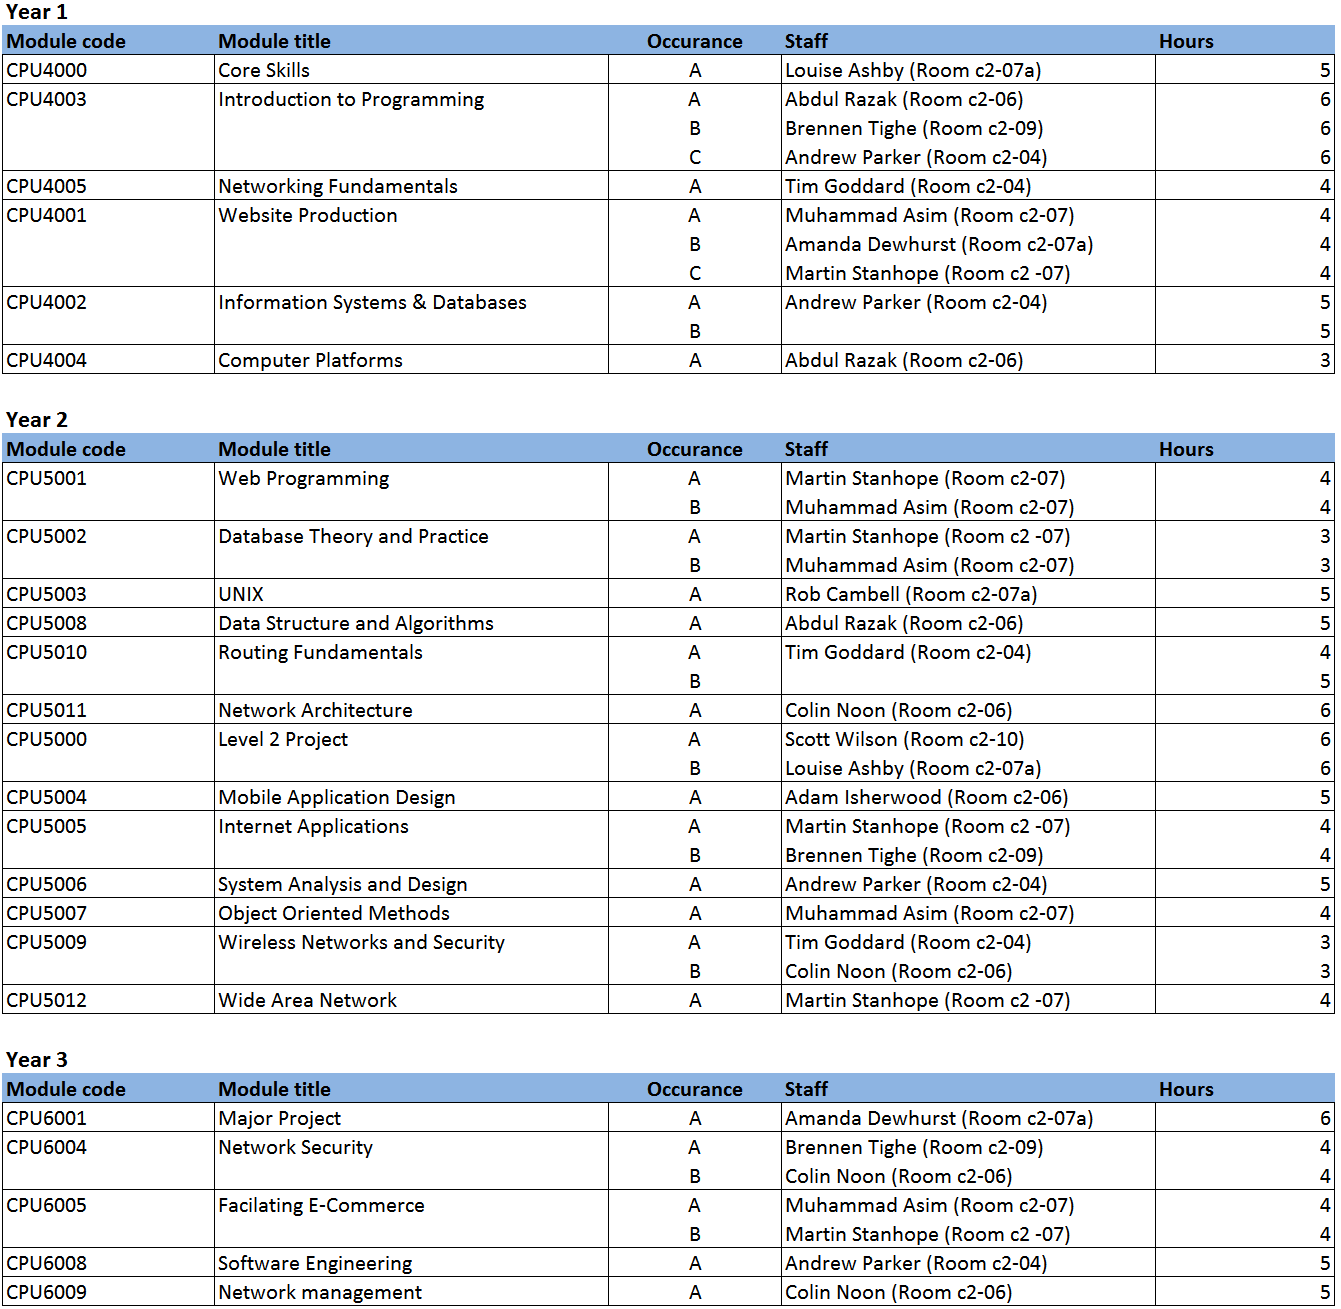 Year 1
Module code Module title Occurance Staff Hours
CPU4000 Core Skills A Louise Ashby (Room c2-07a) 5
CPU4003 Introduction to Programming A Abdul Razak (Room c2-06) 6
B Brennen Tighe (Room c2-09) 6
C Andrew Parker (Room c2-04) 6
CPU4005 Networking Fundamentals A Tim Goddard (Room c2-04) 4
CPU4001 Website Production A Muhammad Asim (Room c2-07) 4
B Amanda Dewhurst (Room c2-07a) 4
C Martin Stanhope (Room c2 -07) 4
CPU4002 Information Systems & Databases A Andrew Parker (Room c2-04) 5
B 5
CPU4004 Computer Platforms A Abdul Razak (Room c2-06) 3
Year 2
Module code Module title Occurance Staff Hours
CPU5001 Web Programming A Martin Stanhope (Room c2-07) 4
B Muhammad Asim (Room c2-07) 4
CPU5002 Database Theory and Practice A Martin Stanhope (Room c2 -07) 3
B Muhammad Asim (Room c2-07) 3
CPU5003 UNIX A Rob Cambell (Room c2-07a) 5
CPU5008 Data Structure and Algorithms A Abdul Razak (Room c2-06) 5
CPU5010 Routing Fundamentals A Tim Goddard (Room c2-04) 4
B 5
CPU5011 Network Architecture A Colin Noon (Room c2-06) 6
CPU5000 Level 2 Project A Scott Wilson (Room c2-10) 6
B Louise Ashby (Room c2-07a) 6
CPU5004 Mobile Application Design A Adam Isherwood (Room c2-06) 5
CPU5005 Internet Applications A Martin Stanhope (Room c2 -07) 4
B Brennen Tighe (Room c2-09) 4
CPU5006 System Analysis and Design A Andrew Parker (Room c2-04) 5
CPU5007 Object Oriented Methods A Muhammad Asim (Room c2-07) 4
CPU5009 Wireless Networks and Security A Tim Goddard (Room c2-04) 3
B Colin Noon (Room c2-06) 3
CPU5012 Wide Area Network A Martin Stanhope (Room c2 -07) 4
Year 3
Module code Module title Occurance Staff Hours
CPU6001 Major Project A Amanda Dewhurst (Room c2-07a) 6
CPU6004 Network Security A Brennen Tighe (Room c2-09) 4
B Colin Noon (Room c2-06) 4
CPU6005 Facilating E-Commerce A Muhammad Asim (Room c2-07) 4
B Martin Stanhope (Room c2 -07) 4
CPU6008 Software Engineering A Andrew Parker (Room c2-04) 5
CPU6009 Network management A Colin Noon (Room c2-06) 5